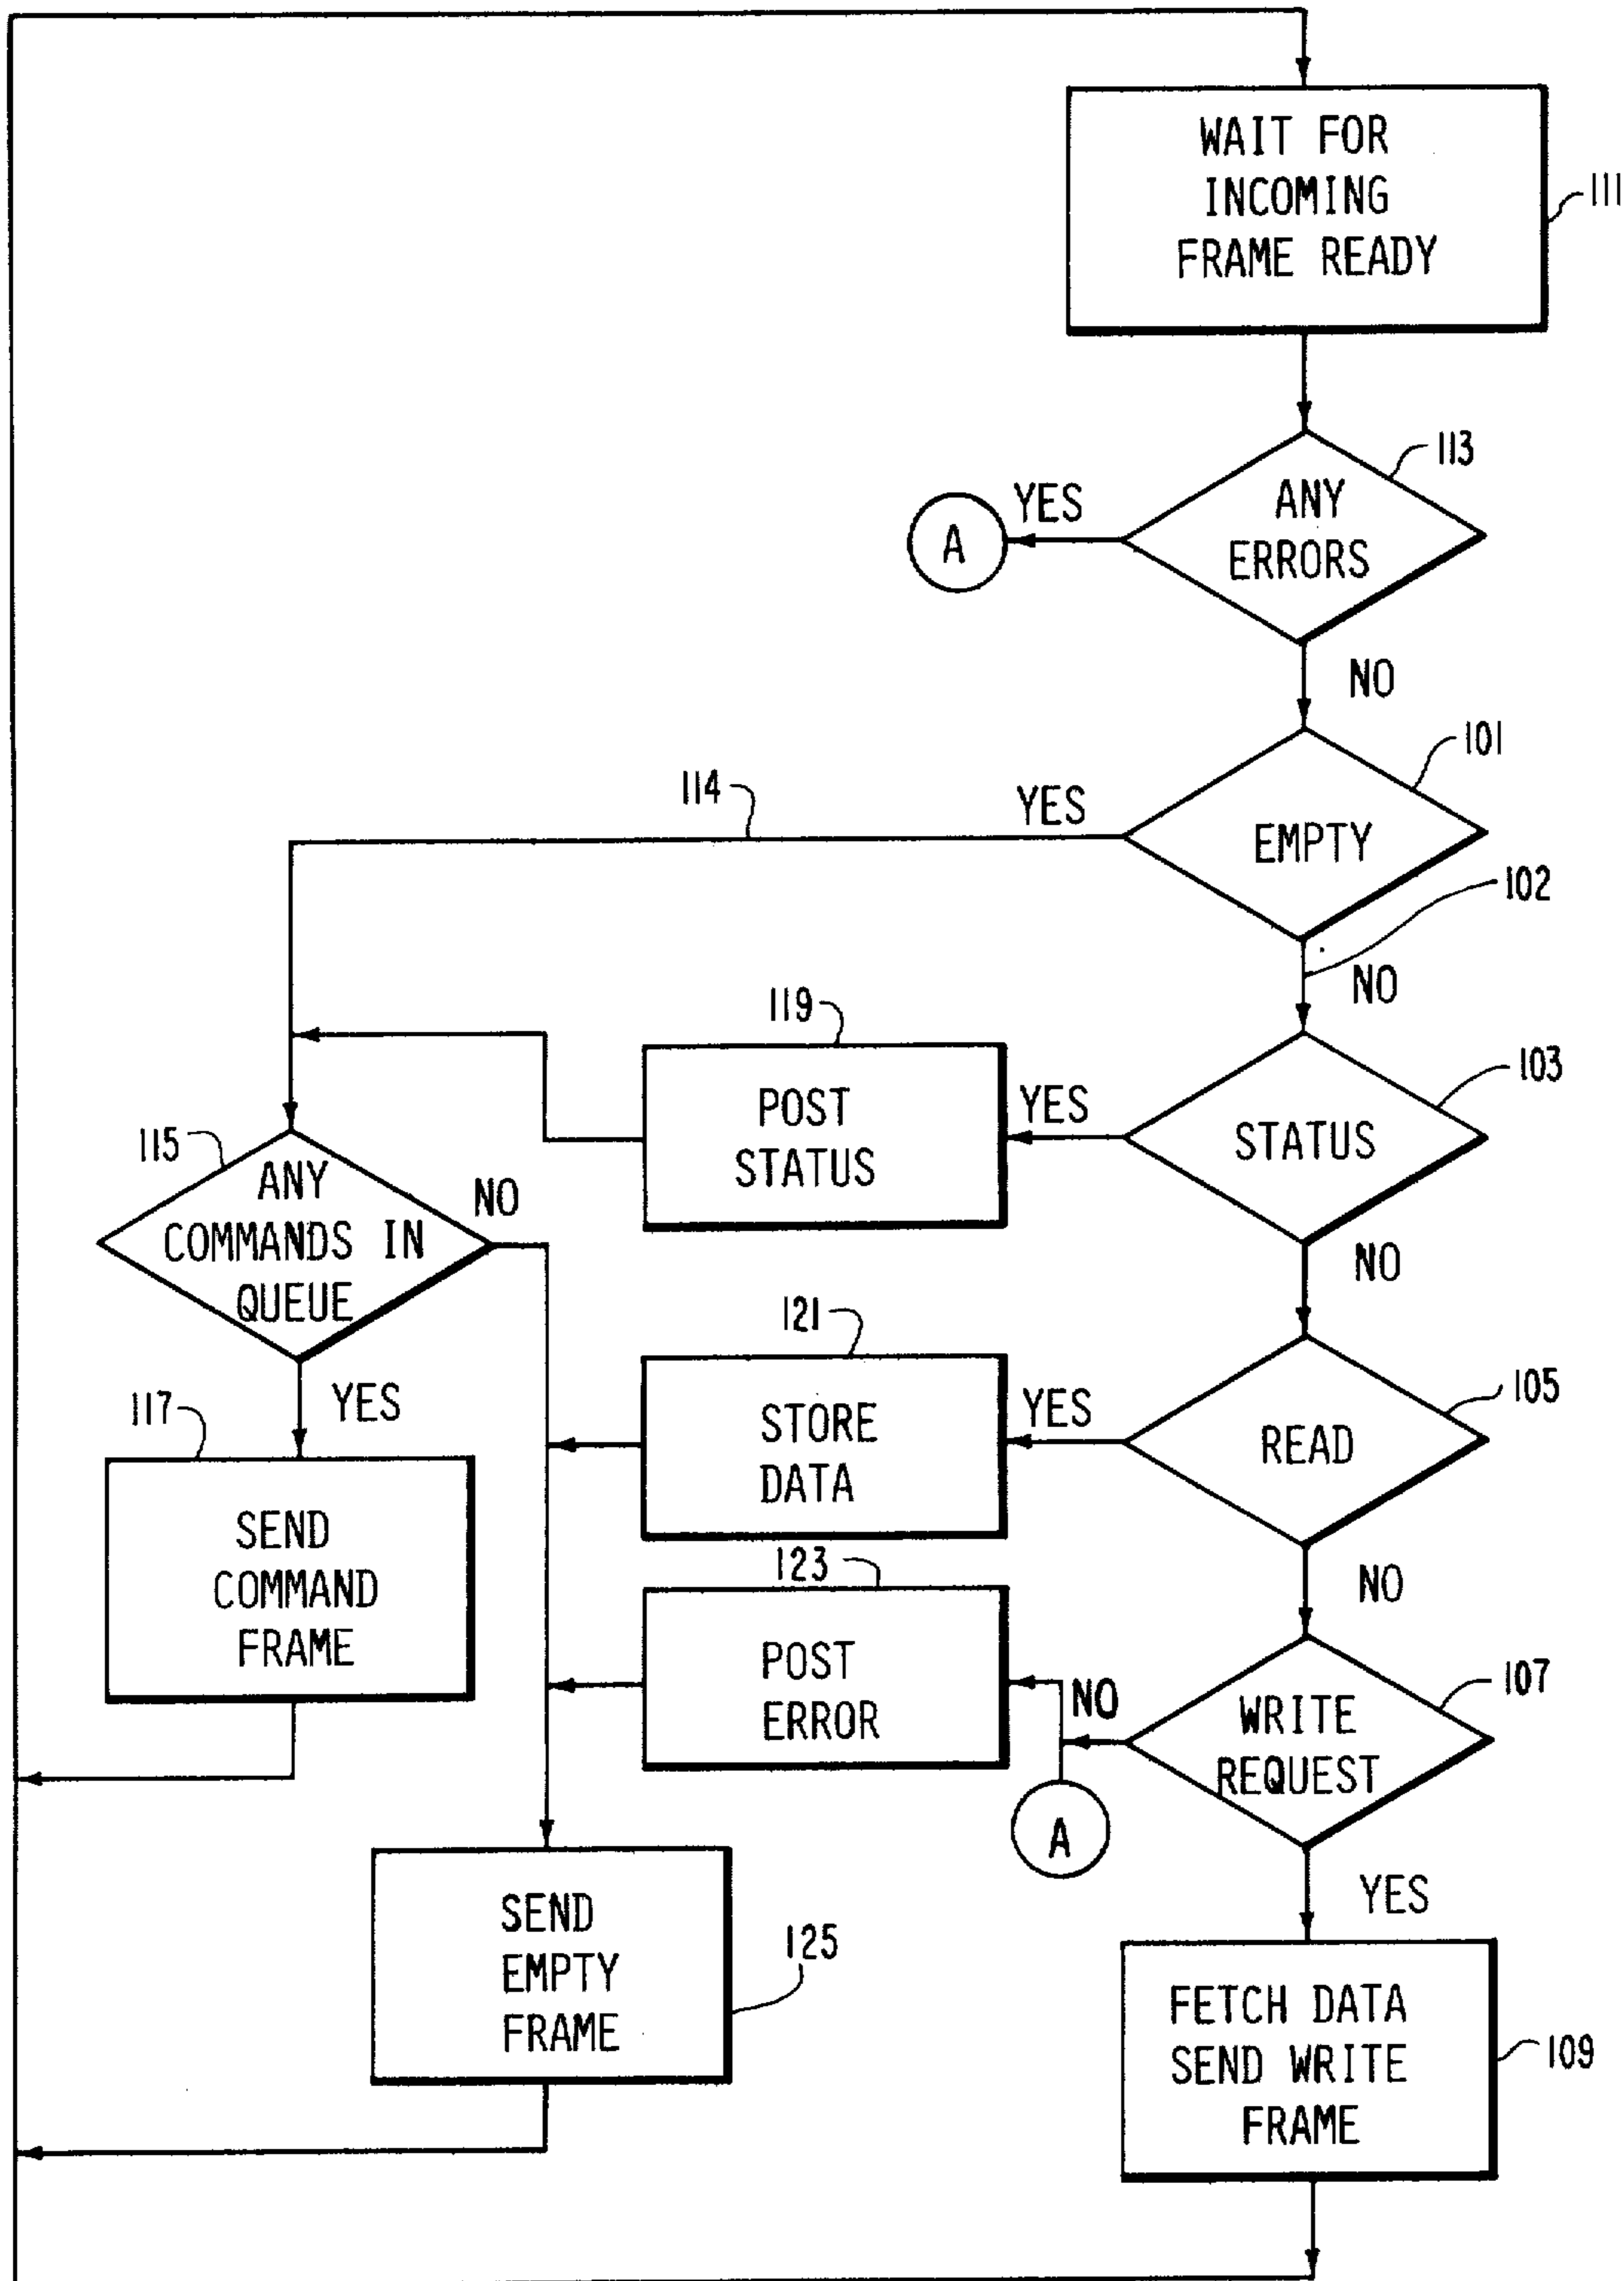 WAIT FOR
INCOMING
FRAME READY
111
113
ANY
ERRORS
YES
A
NO
101
EMPTY
YES
114
102
NO
119
POST
STATUS
YES
103
STATUS
115
ANY
COMMANDS IN
QUEUE
NO
NO
121
STORE
DATA
YES
105
READ
117
YES
SEND
COMMAND
FRAME
123
POST
ERROR
NO
NO
107
WRITE
REQUEST
A
YES
SEND
EMPTY
FRAME
125
FETCH DATA
SEND WRITE
FRAME
109